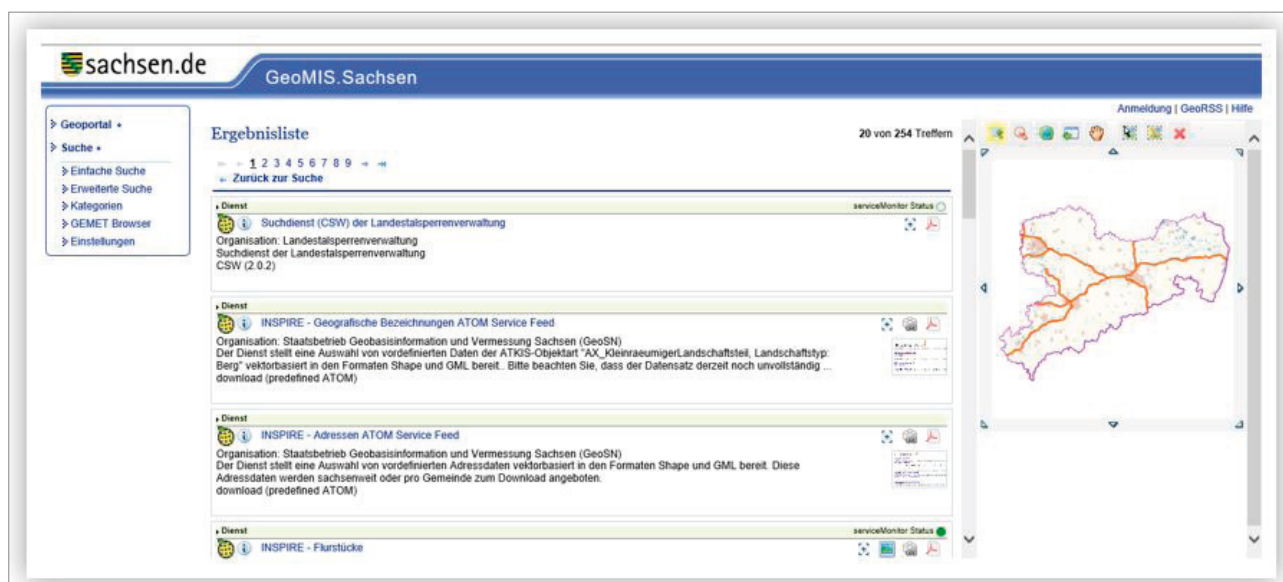 sachsen.de
GeoMIS.Sachsen
Anmeldung | GeoRSS | Hilfe
Geoportal
Suche
Einfache Suche
Erweiterte Suche
Kategorien
GEMET Browser
Einstellungen
Ergebnisliste
20 von 254 Treffern
1 2 3 4 5 6 7 8 9
Zurück zur Suche
Dienst
serviceMonitor Status
Suchdienst (CSW) der Landestalsperrenverwaltung
Organisation: Landestalsperrenverwaltung
Suchdienst der Landestalsperrenverwaltung
CSW (2.0.2)
Dienst
INSPIRE - Geografische Bezeichnungen ATOM Service Feed
Organisation: Staatsbetrieb Geobasisinformation und Vermessung Sachsen (GeoSN)
Der Dienst stellt eine Auswahl von vordefinierten Daten der ATKIS-Objektart "AX_KleinraeumigerLandschaftsteil, Landschaftstyp:
Berg" vektorbasiert in den Formaten Shape und GML bereit.. Bitte beachten Sie, dass der Datensatz derzeit noch unvollständig ...
download (predefined ATOM)
Dienst
INSPIRE - Adressen ATOM Service Feed
Organisation: Staatsbetrieb Geobasisinformation und Vermessung Sachsen (GeoSN)
Der Dienst stellt eine Auswahl von vordefinierten Adressdaten vektorbasiert in den Formaten Shape und GML bereit. Diese
Adressdaten werden sachsenweit oder pro Gemeinde zum Download angeboten.
download (predefined ATOM)
Dienst
serviceMonitor Status
INSPIRE - Flurstücke